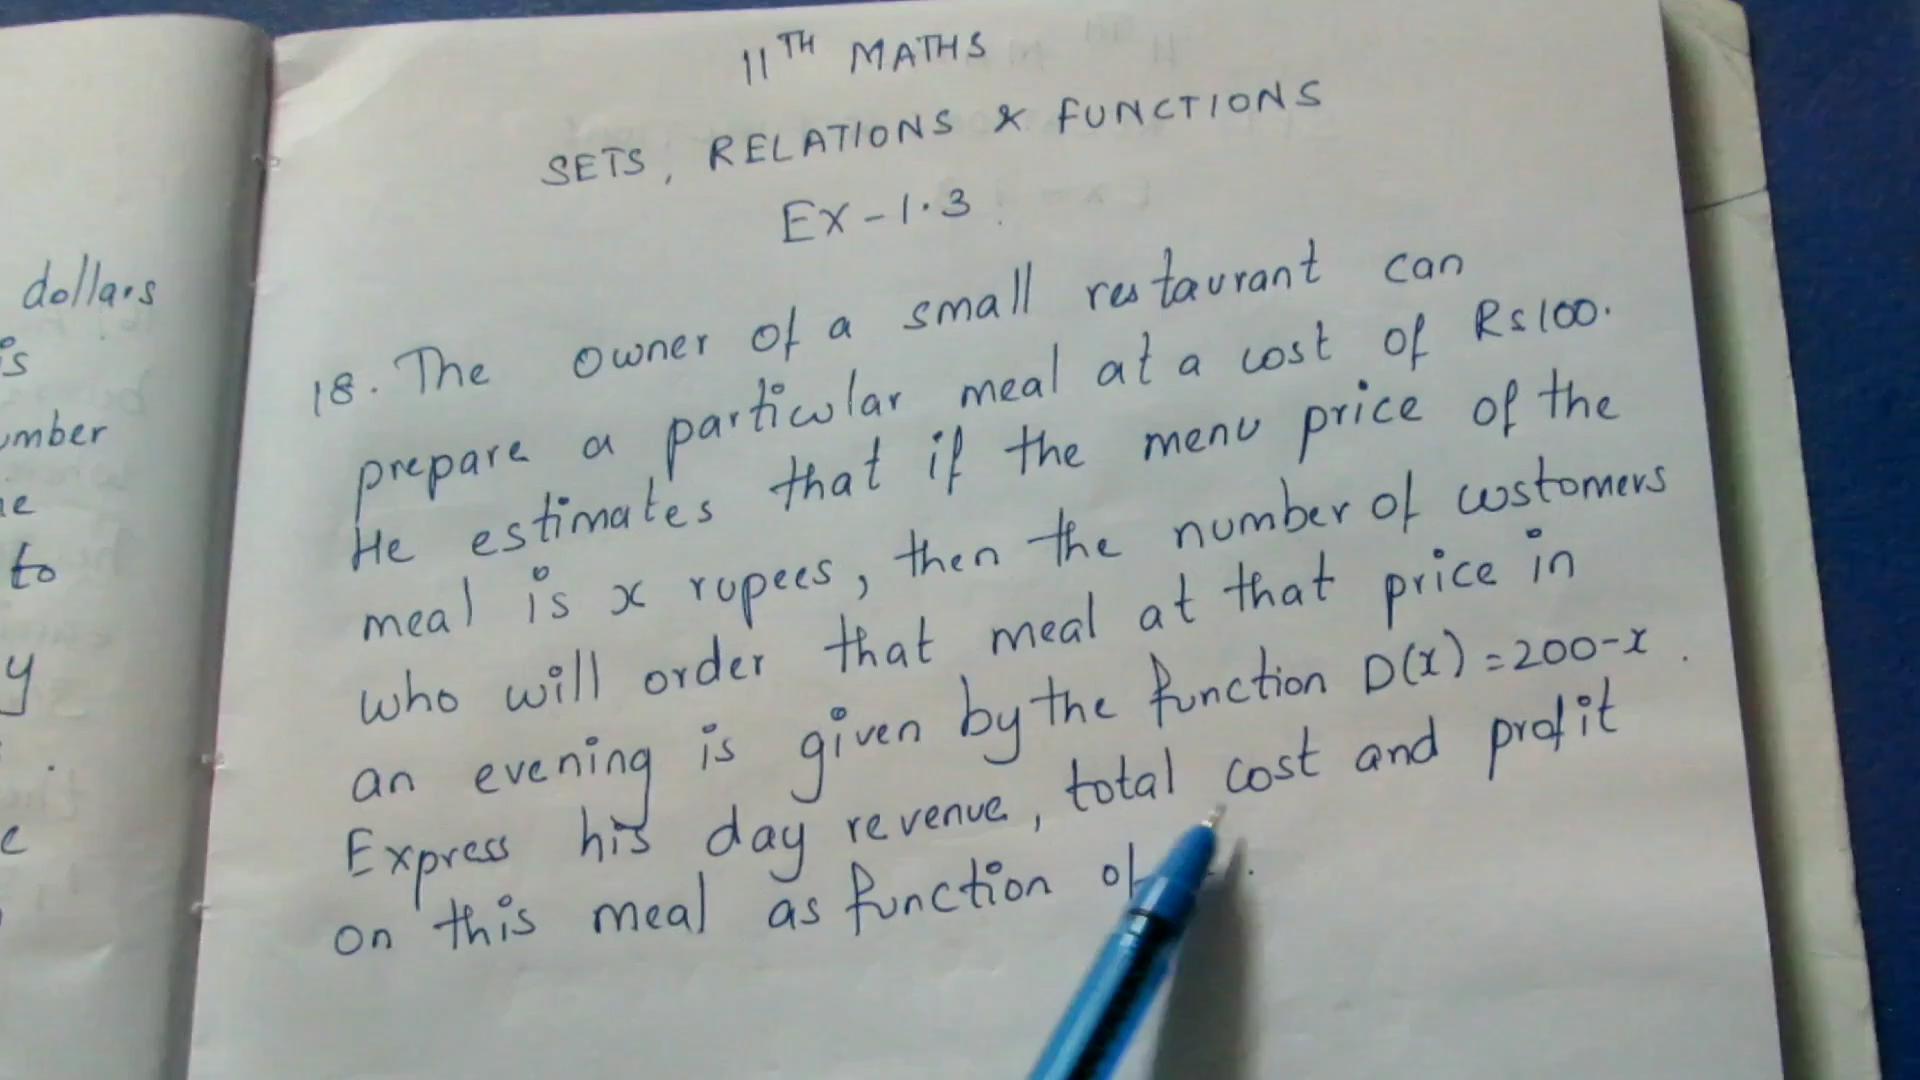 dollars
is
umber
to
y
11TH MATHS
SETS, RELATIONS & FUNCTIONS
Ex-1.3
18. The owner of a small restaurant can
prepare a particular meal at a cost of Rs100.
He estimates that if the menu price of the
meal is x rupees, then the number of customers
who will order that meal at that price in
an evening is given by the function D(x)=200-x.
Express his day revenue, total cost and profit
on this meal as function of